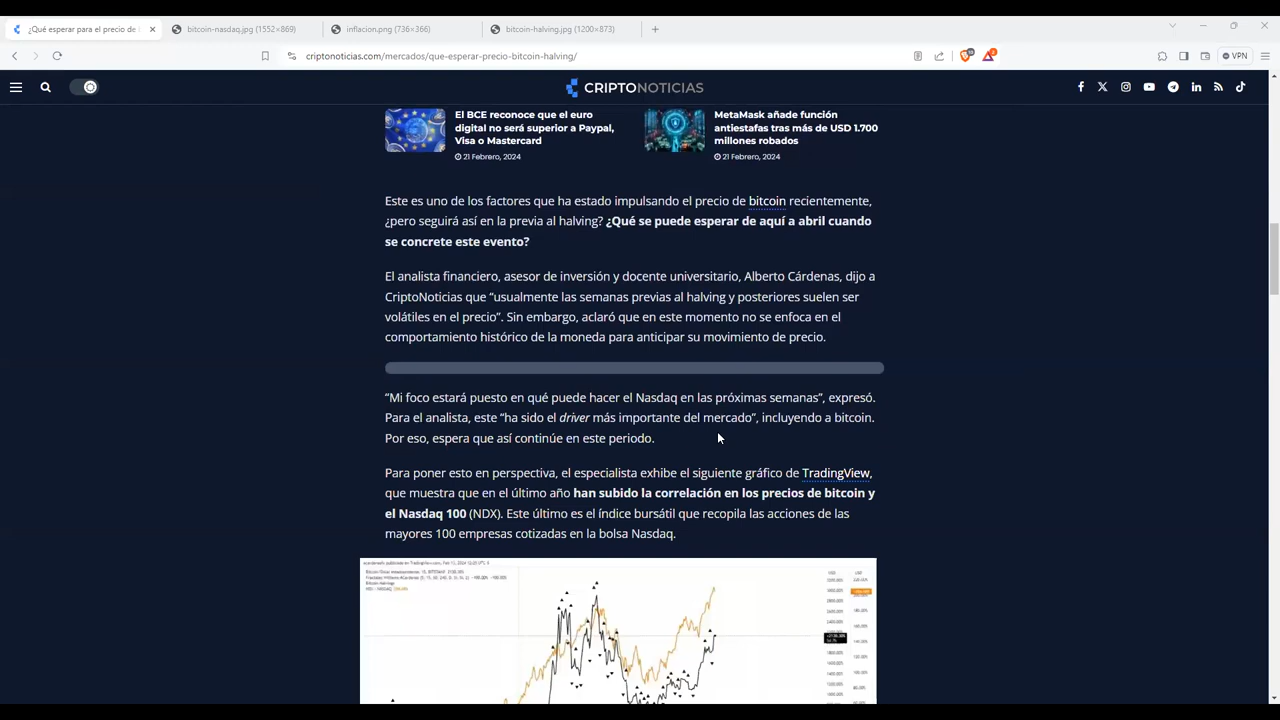 ¿Qué esperar para el precio de
bitcoin-nasdaq.jpg (1552×869)
inflacion.png (736×366)
bitcoin-halving.jpg (1200×873)
criptonoticias.com/mercados/que-esperar-precio-bitcoin-halving/
VPN
CRIPTONOTICIAS
El BCE reconoce que el euro
digital no será superior a Paypal,
Visa o Mastercard
21 Febrero, 2024
MetaMask añade función
antiestafas tras más de USD 1.700
millones robados
21 Febrero, 2024
Este es uno de los factores que ha estado impulsando el precio de bitcoin recientemente,
¿pero seguirá así en la previa al halving? ¿Qué se puede esperar de aquí a abril cuando
se concrete este evento?
El analista financiero, asesor de inversión y docente universitario, Alberto Cárdenas, dijo a
CriptoNoticias que “usualmente las semanas previas al halving y posteriores suelen ser
volátiles en el precio”. Sin embargo, aclaró que en este momento no se enfoca en el
comportamiento histórico de la moneda para anticipar su movimiento de precio.
“Mi foco estará puesto en qué puede hacer el Nasdaq en las próximas semanas”, expresó.
Para el analista, este “ha sido el driver más importante del mercado”, incluyendo a bitcoin.
Por eso, espera que así continúe en este periodo.
Para poner esto en perspectiva, el especialista exhibe el siguiente gráfico de TradingView,
que muestra que en el último año han subido la correlación en los precios de bitcoin y
el Nasdaq 100 (NDX). Este último es el índice bursátil que recopila las acciones de las
mayores 100 empresas cotizadas en la bolsa Nasdaq.